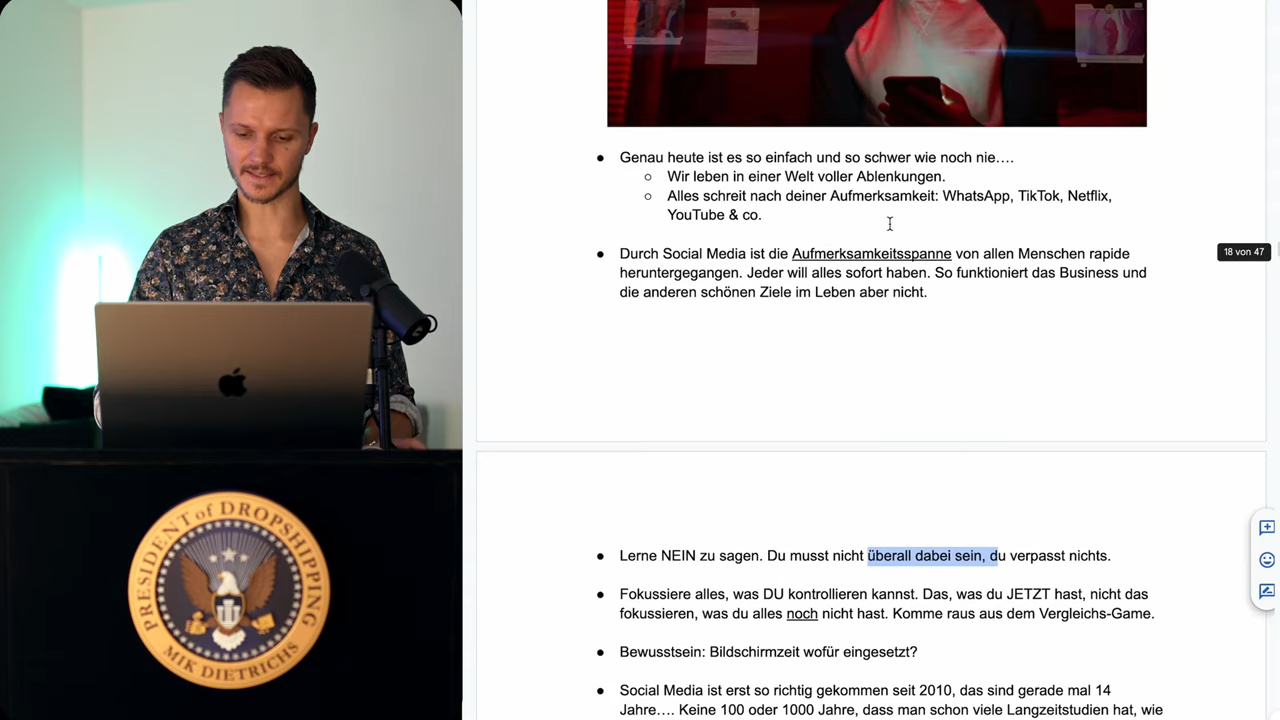 PRESIDENT of DROPSHIPPING
MIK DIETRICHS
● Genau heute ist es so einfach und so schwer wie noch nie….
○ Wir leben in einer Welt voller Ablenkungen.
○ Alles schreit nach deiner Aufmerksamkeit: WhatsApp, TikTok, Netflix,
YouTube & co.
● Durch Social Media ist die Aufmerksamkeitsspanne von allen Menschen rapide
heruntergegangen. Jeder will alles sofort haben. So funktioniert das Business und
die anderen schönen Ziele im Leben aber nicht.
18 von 47
● Lerne NEIN zu sagen. Du musst nicht überall dabei sein, du verpasst nichts.
● Fokussiere alles, was DU kontrollieren kannst. Das, was du JETZT hast, nicht das
fokussieren, was du alles noch nicht hast. Komme raus aus dem Vergleichs-Game.
● Bewusstsein: Bildschirmzeit wofür eingesetzt?
● Social Media ist erst so richtig gekommen seit 2010, das sind gerade mal 14
Jahre…. Keine 100 oder 1000 Jahre, dass man schon viele Langzeitstudien hat, wie